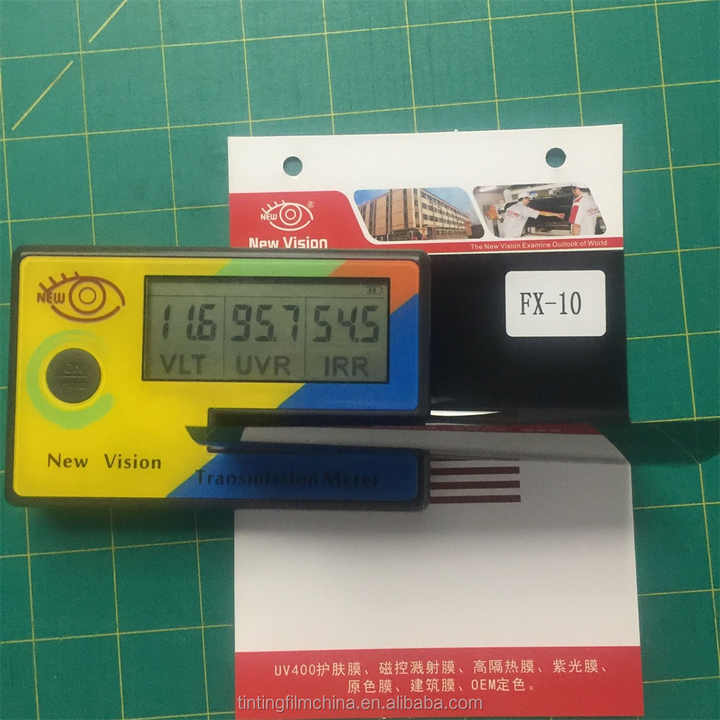 NEW
New Vision
The New Vision Examine Outlook of World
FX-10
NEW
11.6 95.7 54.5
VLT UVR IRR
New Vision
Transmission Meter
UV400护肤膜、磁控溅射膜、高隔热膜、紫光膜、
原色膜、建筑膜、OEM定色。
tintingfilmchina.en.alibaba.com